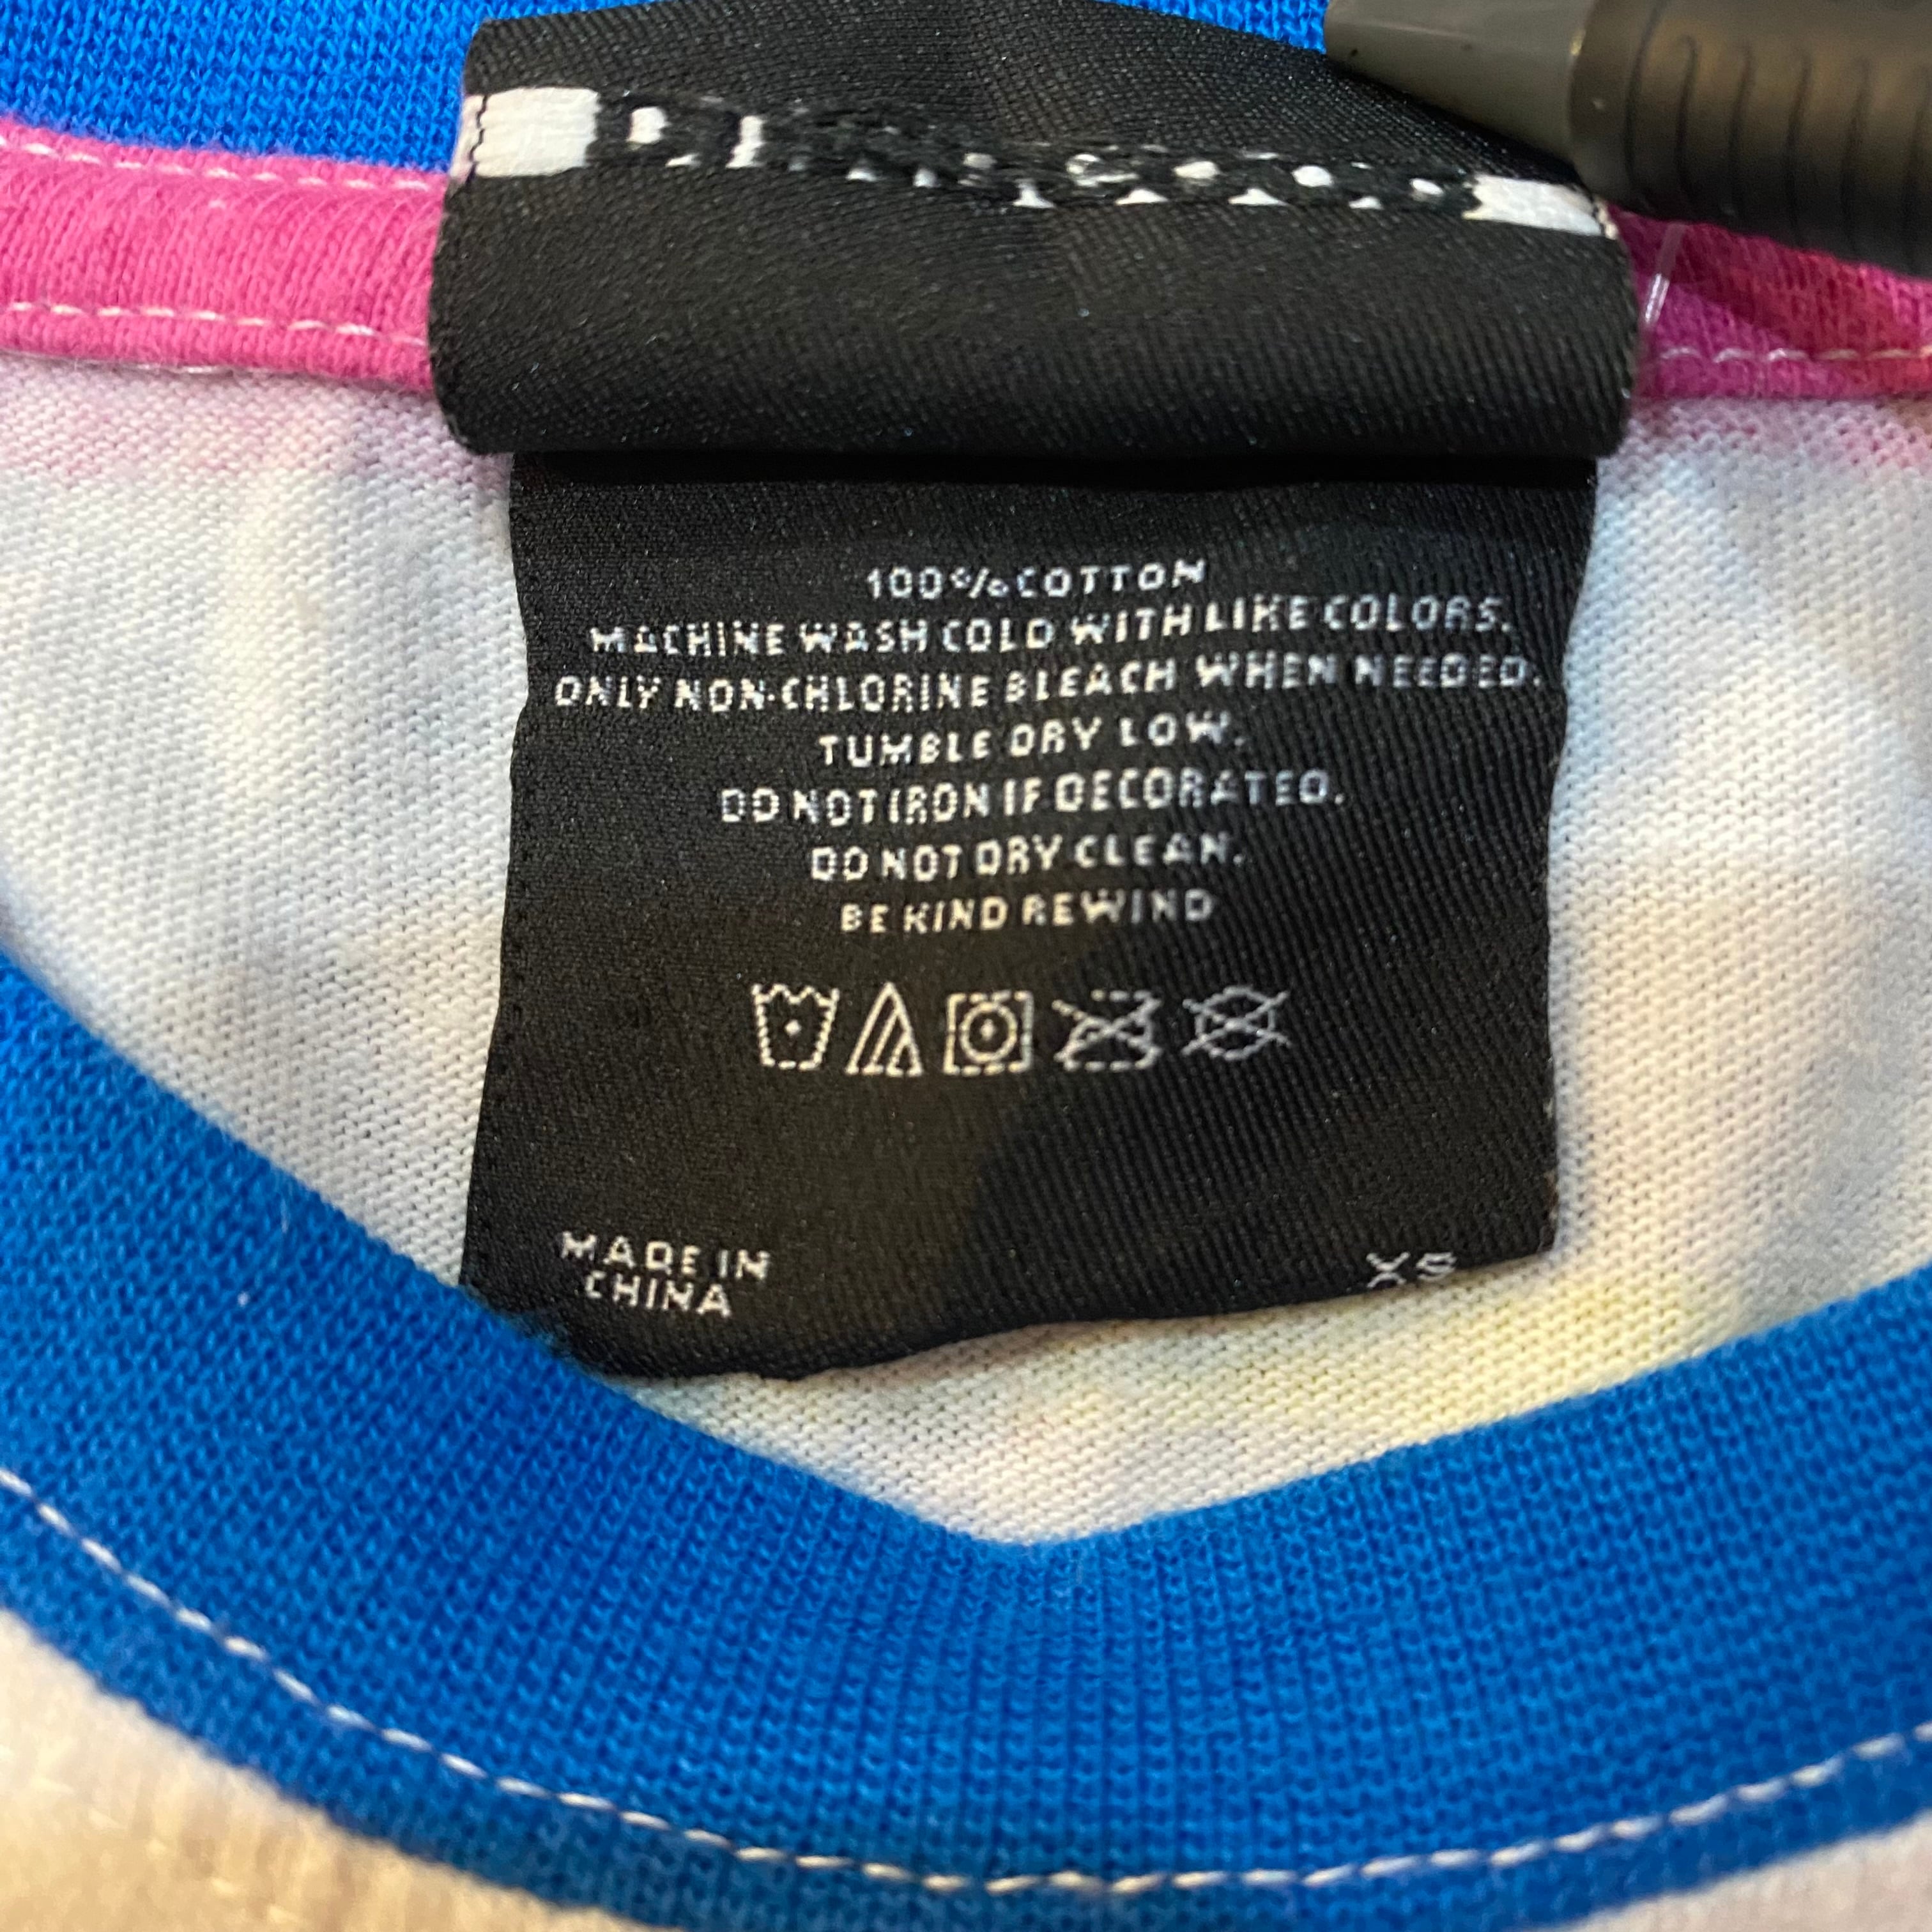 100% COTTON
MACHINE WASH COLD WITH LIKE COLORS.
ONLY NON-CHLORINE BLEACH WHEN NEEDED.
TUMBLE DRY LOW.
DO NOT IRON IF DECORATED.
DO NOT DRY CLEAN.
BE KIND REWIND
MADE IN
CHINA
XS